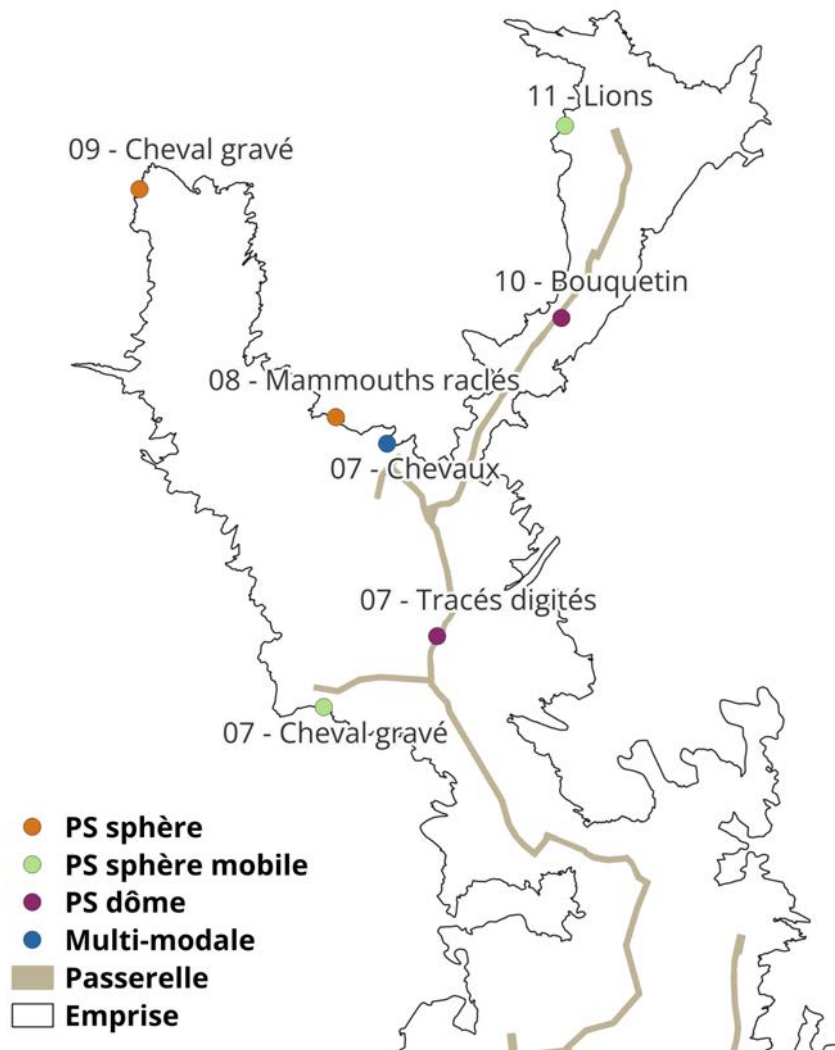 11 - Lions
09 - Cheval gravé
10 - Bouquetin
08 - Mammouths raclés
07 - Chevaux
07 - Tracés digités
07 - Cheval gravé
PS sphère
PS sphère mobile
PS dôme
Multi-modale
Passerelle
Emprise